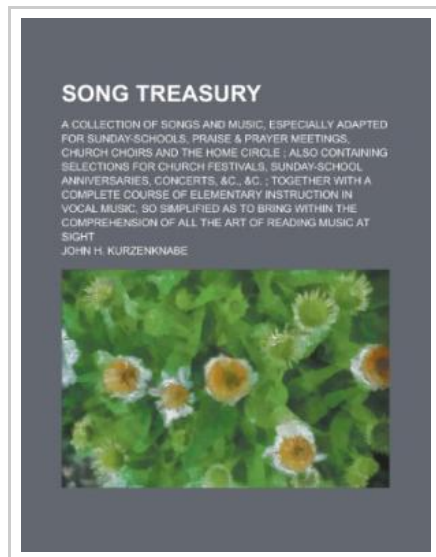 SONG TREASURY
A COLLECTION OF SONGS AND MUSIC, ESPECIALLY ADAPTED
FOR SUNDAY-SCHOOLS, PRAISE & PRAYER MEETINGS,
CHURCH CHOIRS AND THE HOME CIRCLE ; ALSO CONTAINING
SELECTIONS FOR CHURCH FESTIVALS, SUNDAY-SCHOOL
ANNIVERSARIES, CONCERTS, &C., &C. ; TOGETHER WITH A
COMPLETE COURSE OF ELEMENTARY INSTRUCTION IN
VOCAL MUSIC, SO SIMPLIFIED AS TO BRING WITHIN THE
COMPREHENSION OF ALL THE ART OF READING MUSIC AT
SIGHT
JOHN H. KURZENKNABE